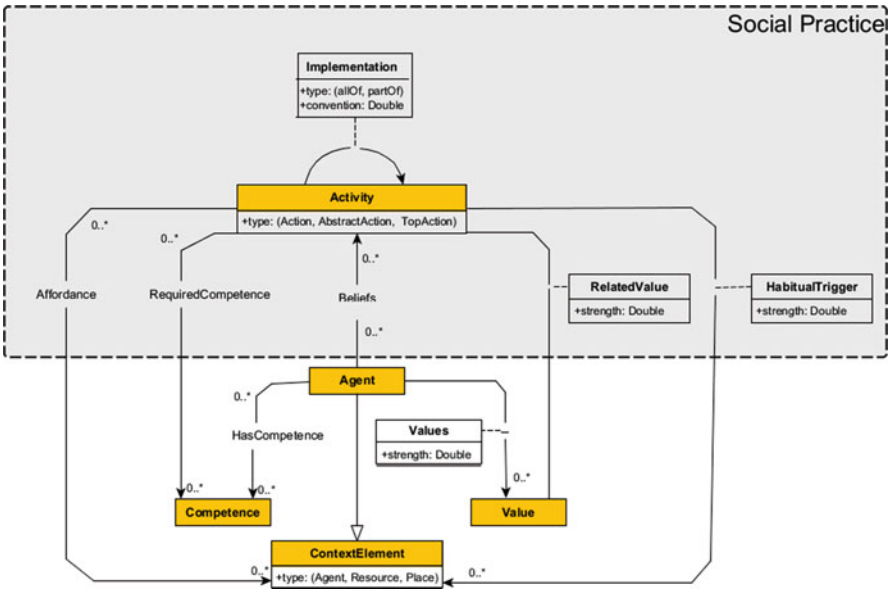 Social Practice
Implementation
+type: (allOf, partOf)
+convention: Double
Activity
+type: (Action, AbstractAction, TopAction)
0..*
0..*
0..*
0..*
Affordance
RequiredCompetence
Beliefs
RelatedValue
+strength: Double
HabitualTrigger
+strength: Double
0..*
Agent
0..*
HasCompetence
Values
+strength: Double
0..*
0..*
0..*
Competence
Value
ContextElement
+type: (Agent, Resource, Place)
0..*
0..*